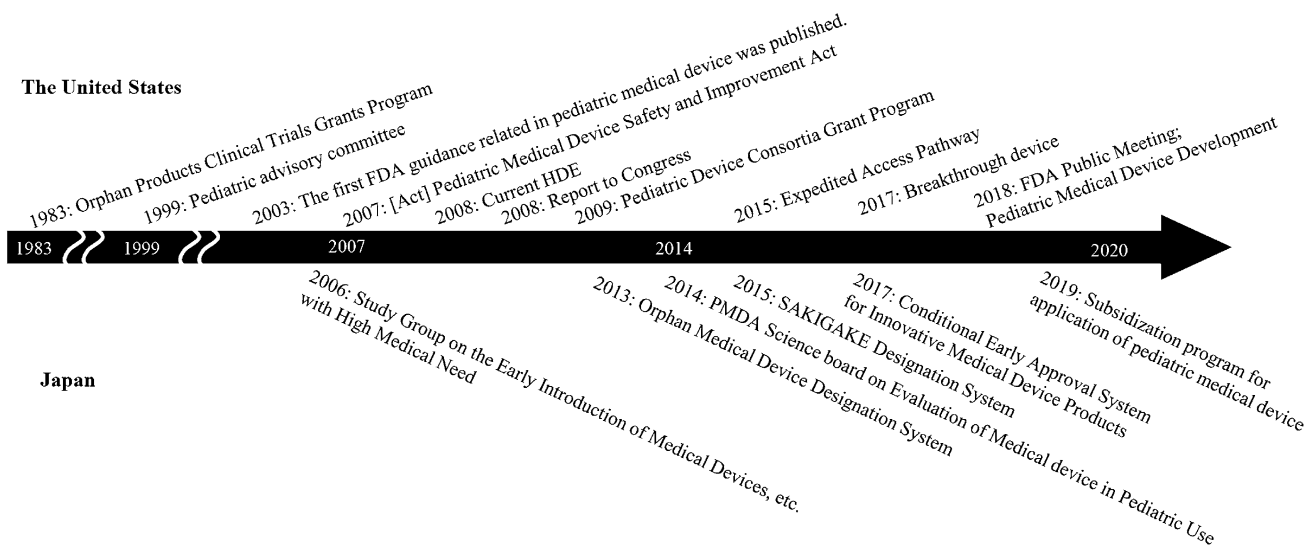 The United States
1983: Orphan Products Clinical Trials Grants Program
1999: Pediatric advisory committee
2003: The first FDA guidance related in pediatric medical device was published.
2007: [Act] Pediatric Medical Device Safety and Improvement Act
2008: Current HDE
2008: Report to Congress
2009: Pediatric Device Consortia Grant Program
2015: Expedited Access Pathway
2017: Breakthrough device
2018: FDA Public Meeting;
Pediatric Medical Device Development
1983
1999
2007
2014
2020
2006: Study Group on the Early Introduction of Medical Devices, etc.
with High Medical Need
2013: Orphan Medical Device Designation System
2014: PMDA Science board on Evaluation of Medical device in Pediatric Use
2015: SAKIGAKE Designation System
2017: Conditional Early Approval System
for Innovative Medical Device Products
2019: Subsidization program for
application of pediatric medical device
Japan